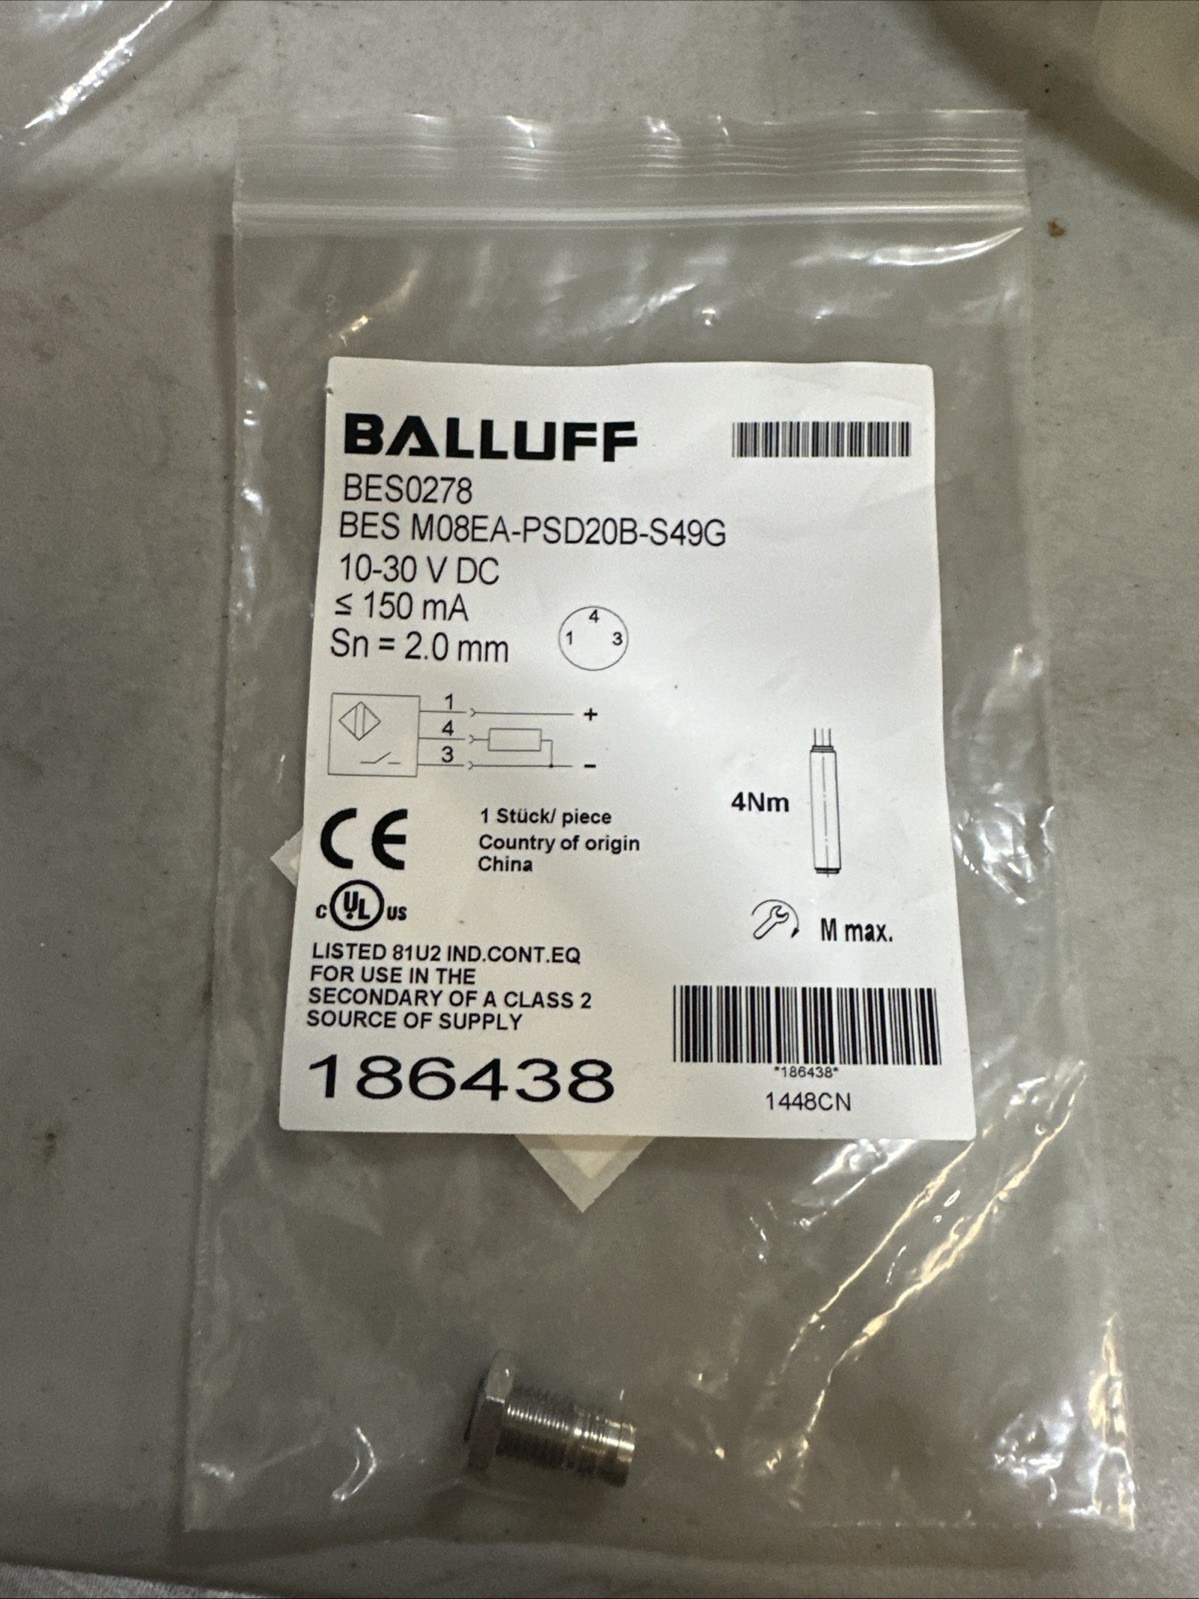 BALLUFF
BES0278
BES M08EA-PSD20B-S49G
10-30 V DC
≤ 150 mA
Sn = 2.0 mm
4
1 3
1
+
4
3
-
4Nm
1 Stück/ piece
Country of origin
China
CE
c UL us
M max.
LISTED 81U2 IND.CONT.EQ
FOR USE IN THE
SECONDARY OF A CLASS 2
SOURCE OF SUPPLY
186438
*186438*
1448CN